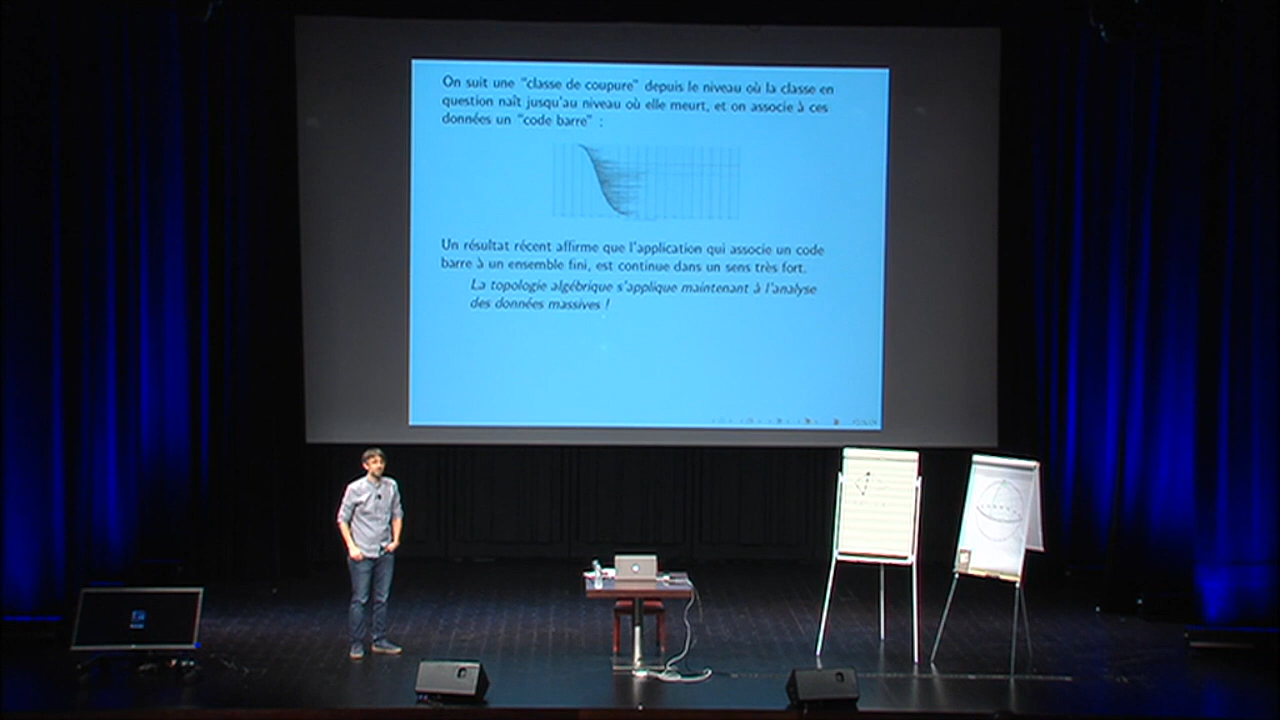 On suit une "classe de coupure" depuis le niveau où la classe en
question naît jusqu'au niveau où elle meurt, et on associe à ces
données un "code barre" :
Un résultat récent affirme que l'application qui associe un code
barre à un ensemble fini, est continue dans un sens très fort.
La topologie algébrique s'applique maintenant à l'analyse
des données massives !